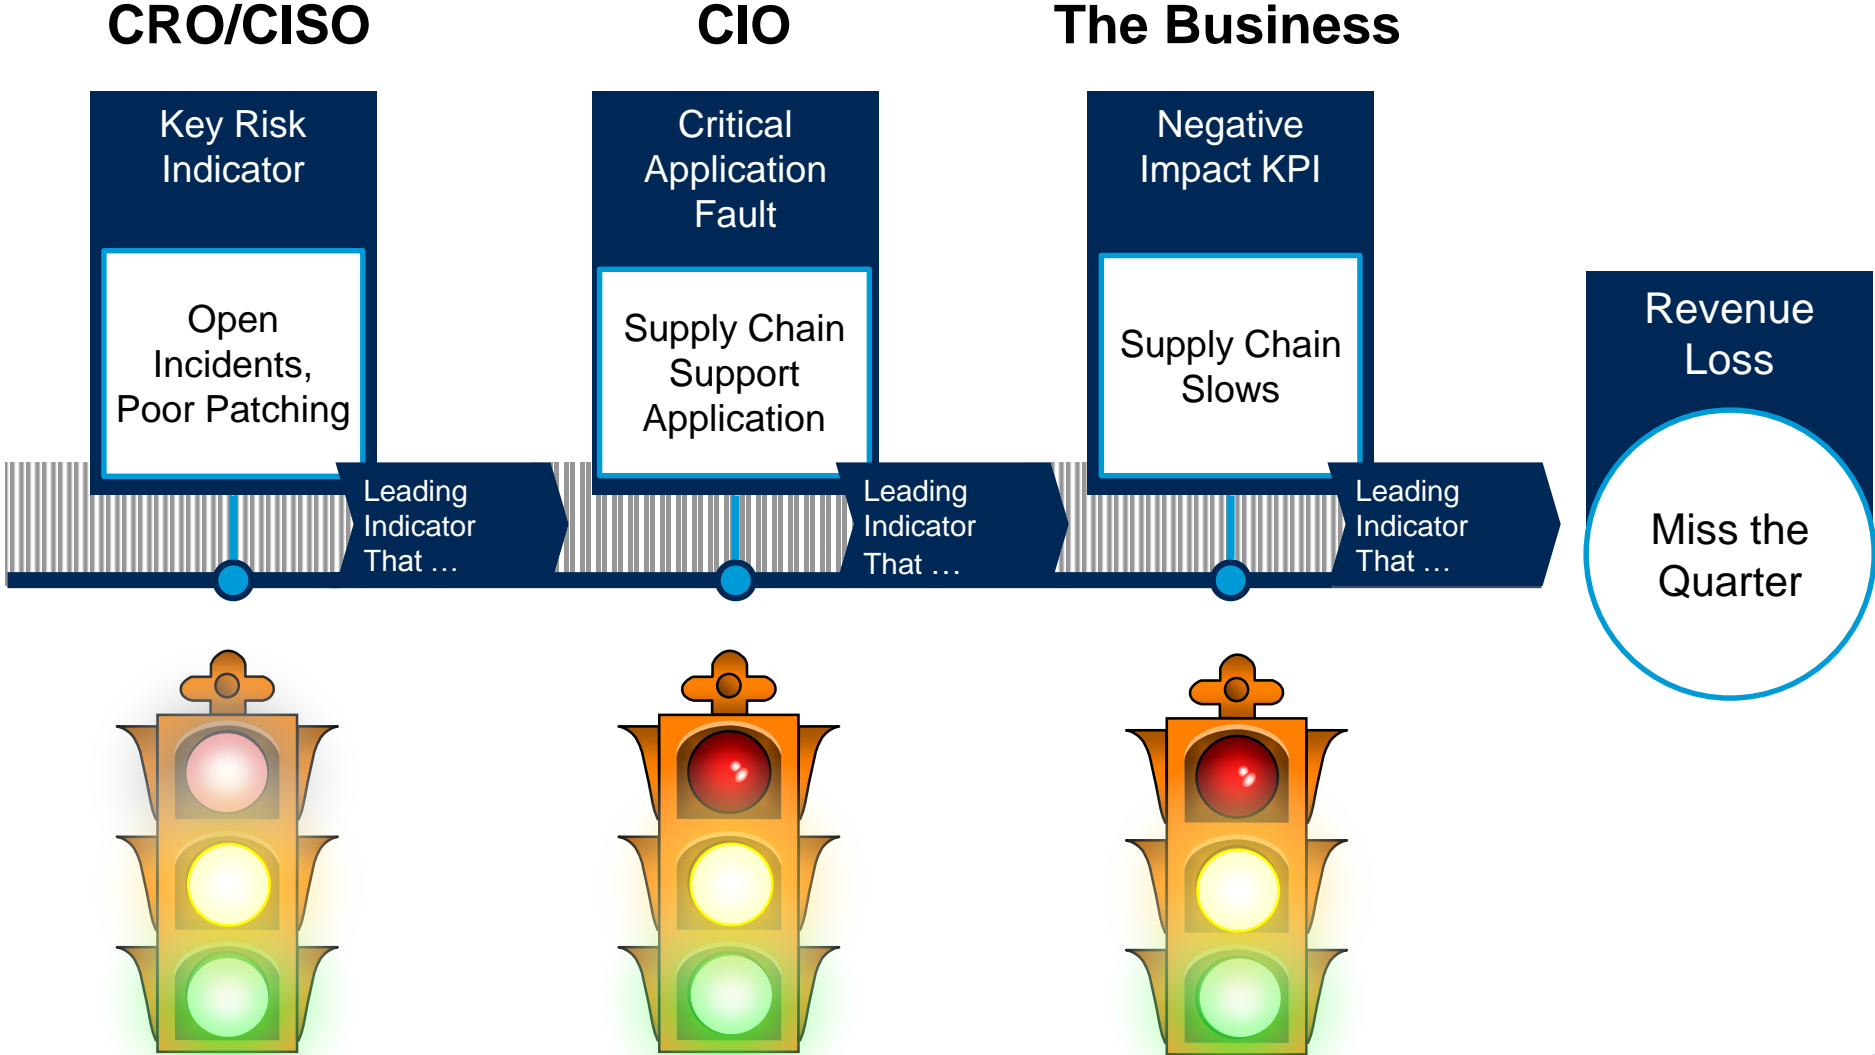 CRO/CISO
CIO
The Business
Key Risk
Indicator
Open
Incidents,
Poor Patching
Leading
Indicator
That …
Critical
Application
Fault
Supply Chain
Support
Application
Leading
Indicator
That …
Negative
Impact KPI
Supply Chain
Slows
Leading
Indicator
That …
Revenue
Loss
Miss the
Quarter